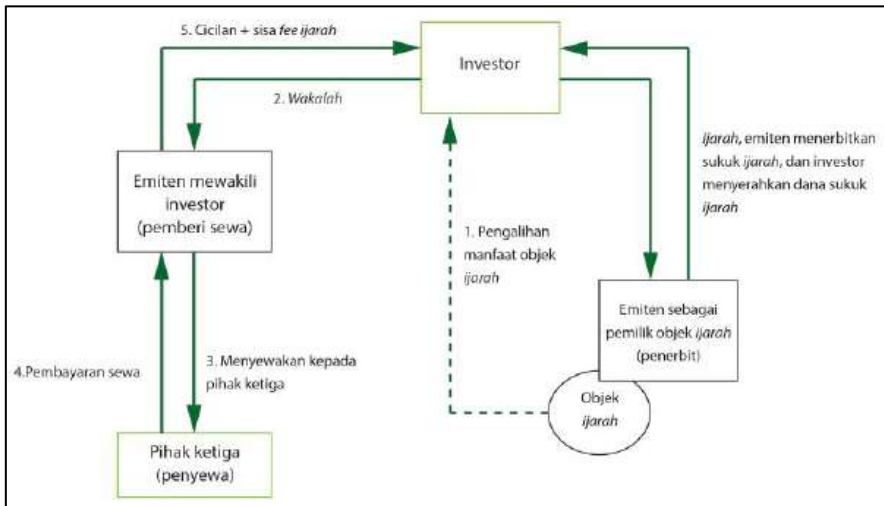 5. Cicilan + sisa fee ijarah
Investor
2. Wakalah
Ijarah, emiten menerbitkan
sukuk ijarah, dan investor
menyerahkan dana sukuk
ijarah
Emiten mewakili
investor
(pemberi sewa)
1. Pengalihan
manfaat objek
ijarah
Emiten sebagai
pemilik objek ijarah
(penerbit)
3. Menyewakan kepada
pihak ketiga
4.Pembayaran sewa
Objek
ijarah
Pihak ketiga
(penyewa)